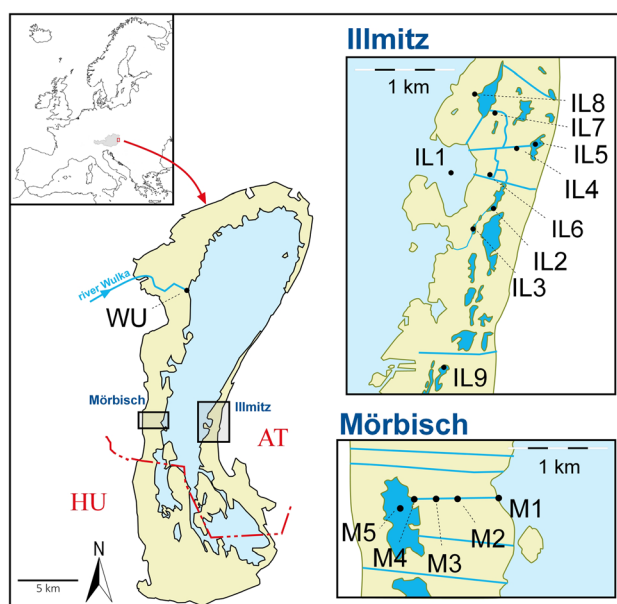 river Wulka
WU
Mörbisch
Illmitz
AT
HU
N
5 km
Illmitz
1 km
IL8
IL7
IL1
IL5
IL4
IL6
IL2
IL3
IL9
Mörbisch
1 km
M1
M5
M2
M4
M3